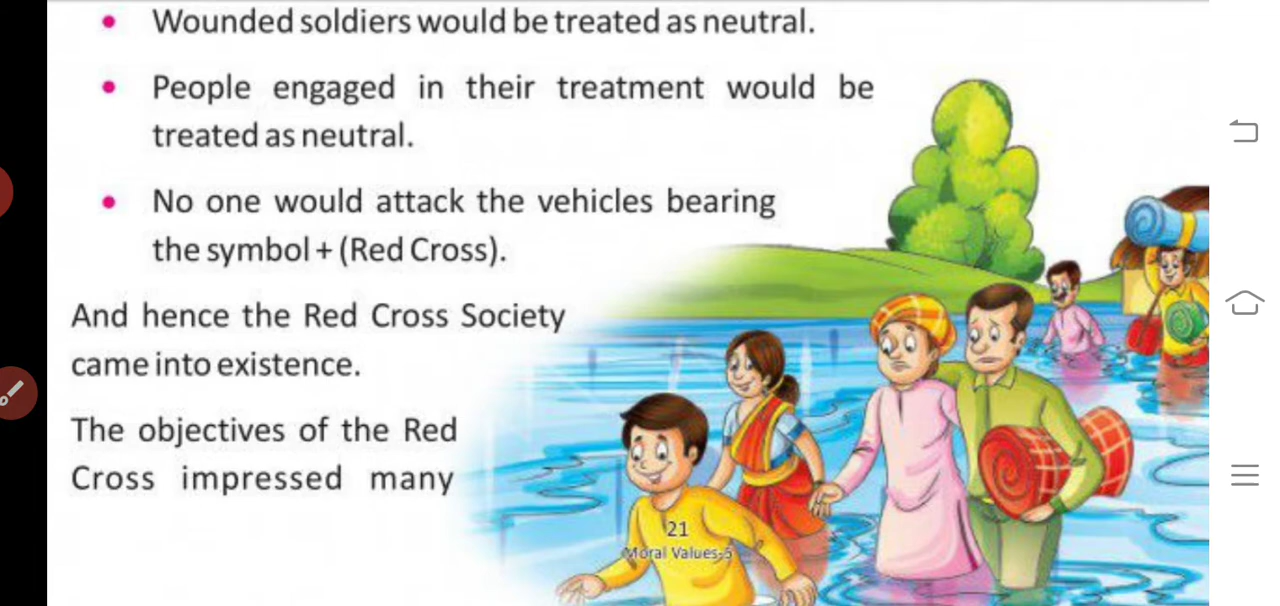 • Wounded soldiers would be treated as neutral.
• People engaged in their treatment would be
treated as neutral.
• No one would attack the vehicles bearing
the symbol + (Red Cross).
And hence the Red Cross Society
came into existence.
The objectives of the Red
Cross impressed many
21
Moral Values-5